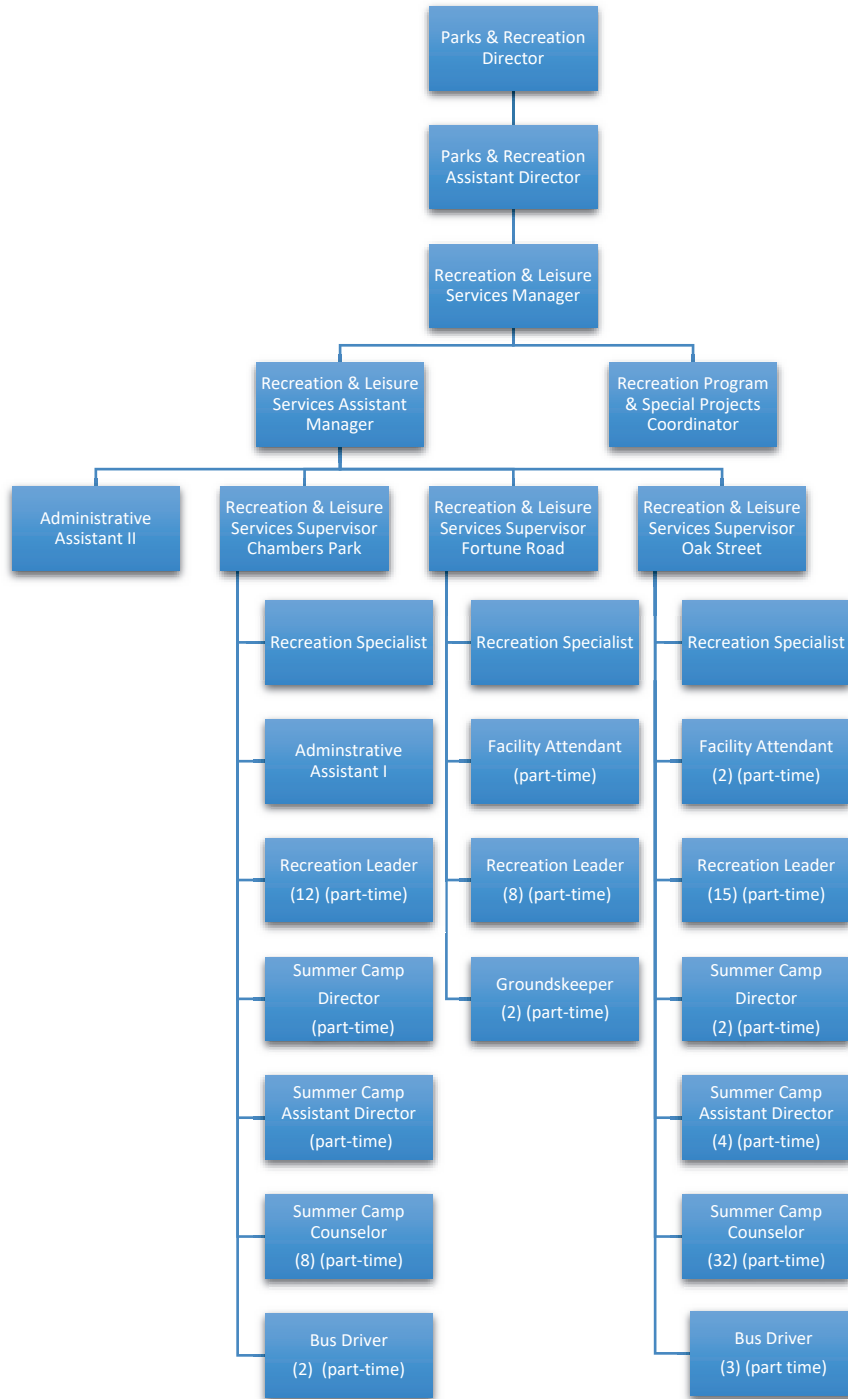 Parks & Recreation
Director
Parks & Recreation
Assistant Director
Recreation & Leisure
Services Manager
Recreation & Leisure
Services Assistant
Manager
Recreation Program
& Special Projects
Coordinator
Administrative
Assistant II
Recreation & Leisure
Services Supervisor
Chambers Park
Recreation & Leisure
Services Supervisor
Fortune Road
Recreation & Leisure
Services Supervisor
Oak Street
Recreation Specialist
Adminstrative
Assistant I
Recreation Leader
(12) (part-time)
Summer Camp
Director
(part-time)
Summer Camp
Assistant Director
(part-time)
Summer Camp
Counselor
(8) (part-time)
Bus Driver
(2) (part-time)
Recreation Specialist
Facility Attendant
(part-time)
Recreation Leader
(8) (part-time)
Groundskeeper
(2) (part-time)
Recreation Specialist
Facility Attendant
(2) (part-time)
Recreation Leader
(15) (part-time)
Summer Camp
Director
(2) (part-time)
Summer Camp
Assistant Director
(4) (part-time)
Summer Camp
Counselor
(32) (part-time)
Bus Driver
(3) (part time)